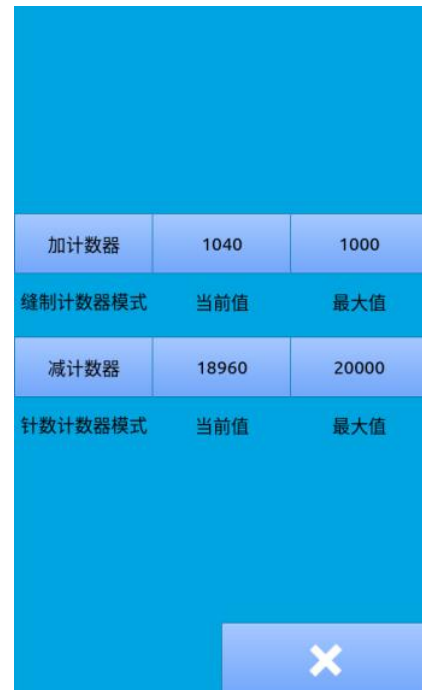 加计数器 1040 1000
缝制计数器模式 当前值 最大值
减计数器 18960 20000
针数计数器模式 当前值 最大值